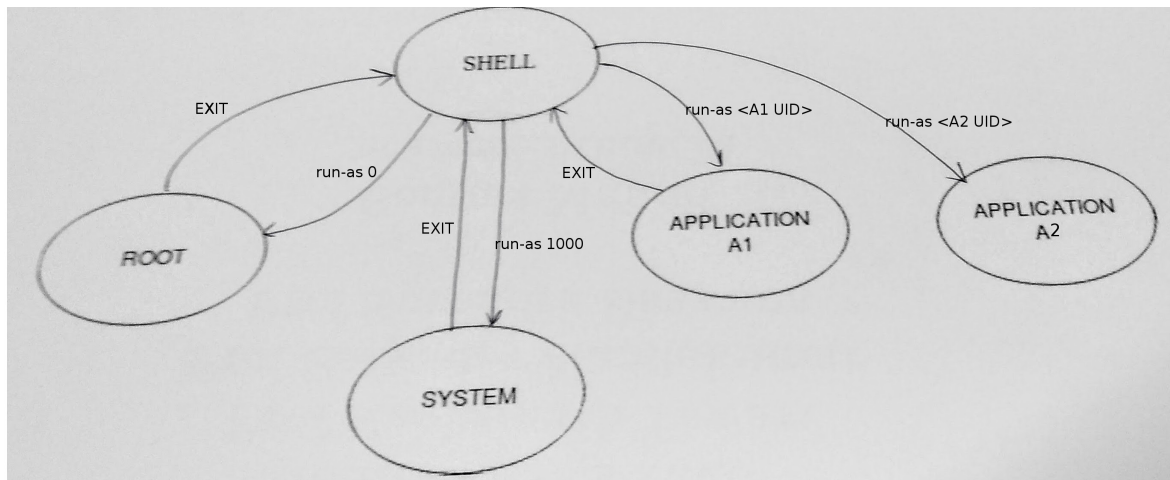 SHELL
EXIT
run-as <A1 UID>
run-as <A2 UID>
run-as 0
EXIT
APPLICATION
A1
APPLICATION
A2
ROOT
EXIT
run-as 1000
SYSTEM